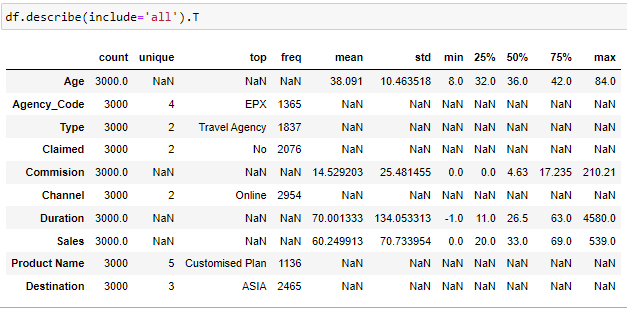 df.describe(include='all').T
count unique top freq mean std min 25% 50% 75% max
Age 3000.0 NaN NaN NaN 38.091 10.463518 8.0 32.0 36.0 42.0 84.0
Agency_Code 3000 4 EPX 1365 NaN NaN NaN NaN NaN NaN NaN
Type 3000 2 Travel Agency 1837 NaN NaN NaN NaN NaN NaN NaN
Claimed 3000 2 No 2076 NaN NaN NaN NaN NaN NaN NaN
Commision 3000.0 NaN NaN NaN 14.529203 25.481455 0.0 0.0 4.63 17.235 210.21
Channel 3000 2 Online 2954 NaN NaN NaN NaN NaN NaN NaN
Duration 3000.0 NaN NaN NaN 70.001333 134.053313 -1.0 11.0 26.5 63.0 4580.0
Sales 3000.0 NaN NaN NaN 60.249913 70.733954 0.0 20.0 33.0 69.0 539.0
Product Name 3000 5 Customised Plan 1136 NaN NaN NaN NaN NaN NaN NaN
Destination 3000 3 ASIA 2465 NaN NaN NaN NaN NaN NaN NaN